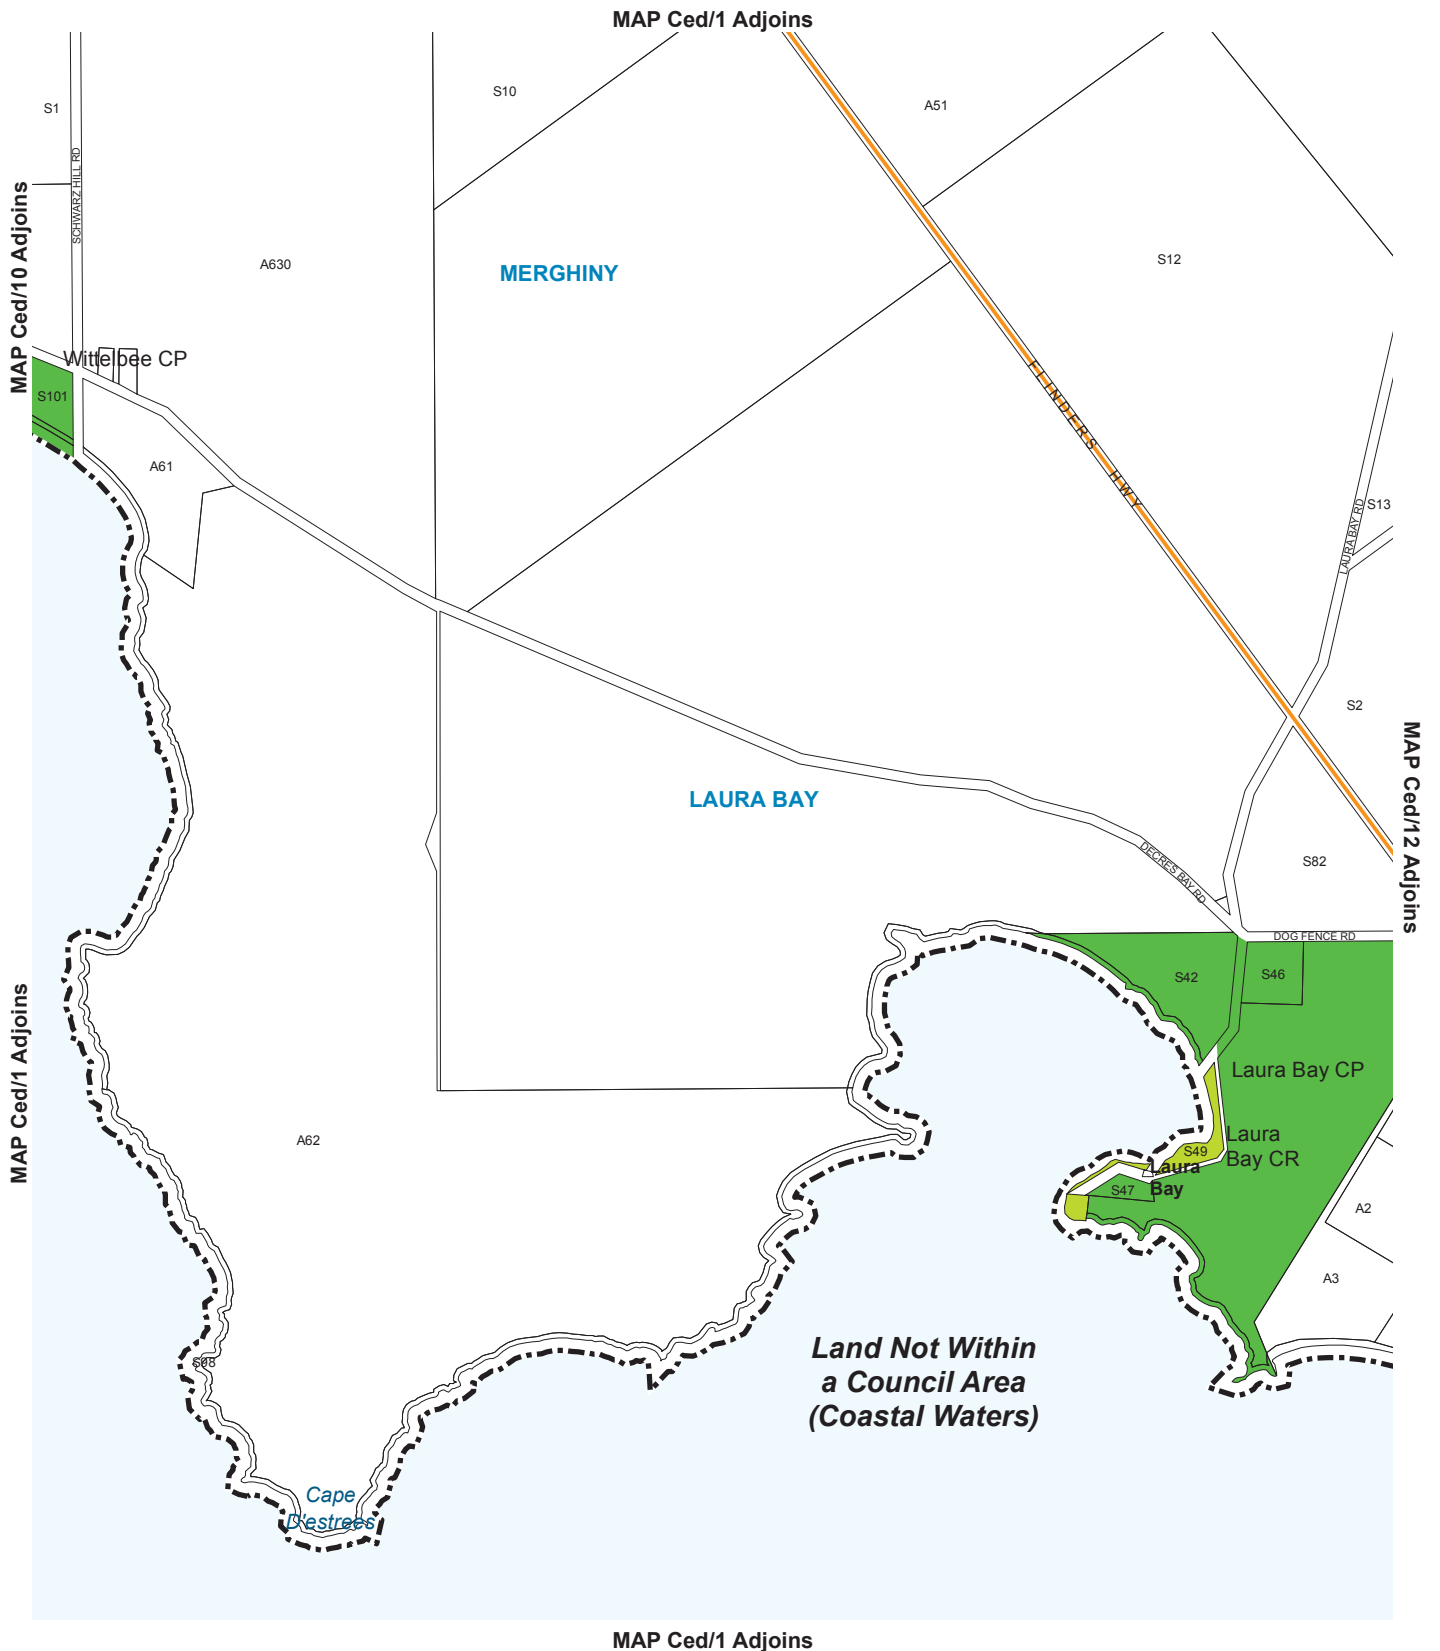 MAP Ced/1 Adjoins
S10
A51
S1
SCHWARZ HILL RD
MAP Ced/10 Adjoins
A630
MERGHINY
S12
Wittelbee CP
S101
FLINDERS HWY
A61
S13
LAURA BAY RD
S2
MAP Ced/12 Adjoins
LAURA BAY
DECRES BAY RD
S82
DOG FENCE RD
S42
S46
MAP Ced/1 Adjoins
Laura Bay CP
A62
Laura
Bay CR
S49
Laura
Bay
S47
A2
A3
Land Not Within
a Council Area
(Coastal Waters)
S98
Cape
D'estrees
MAP Ced/1 Adjoins